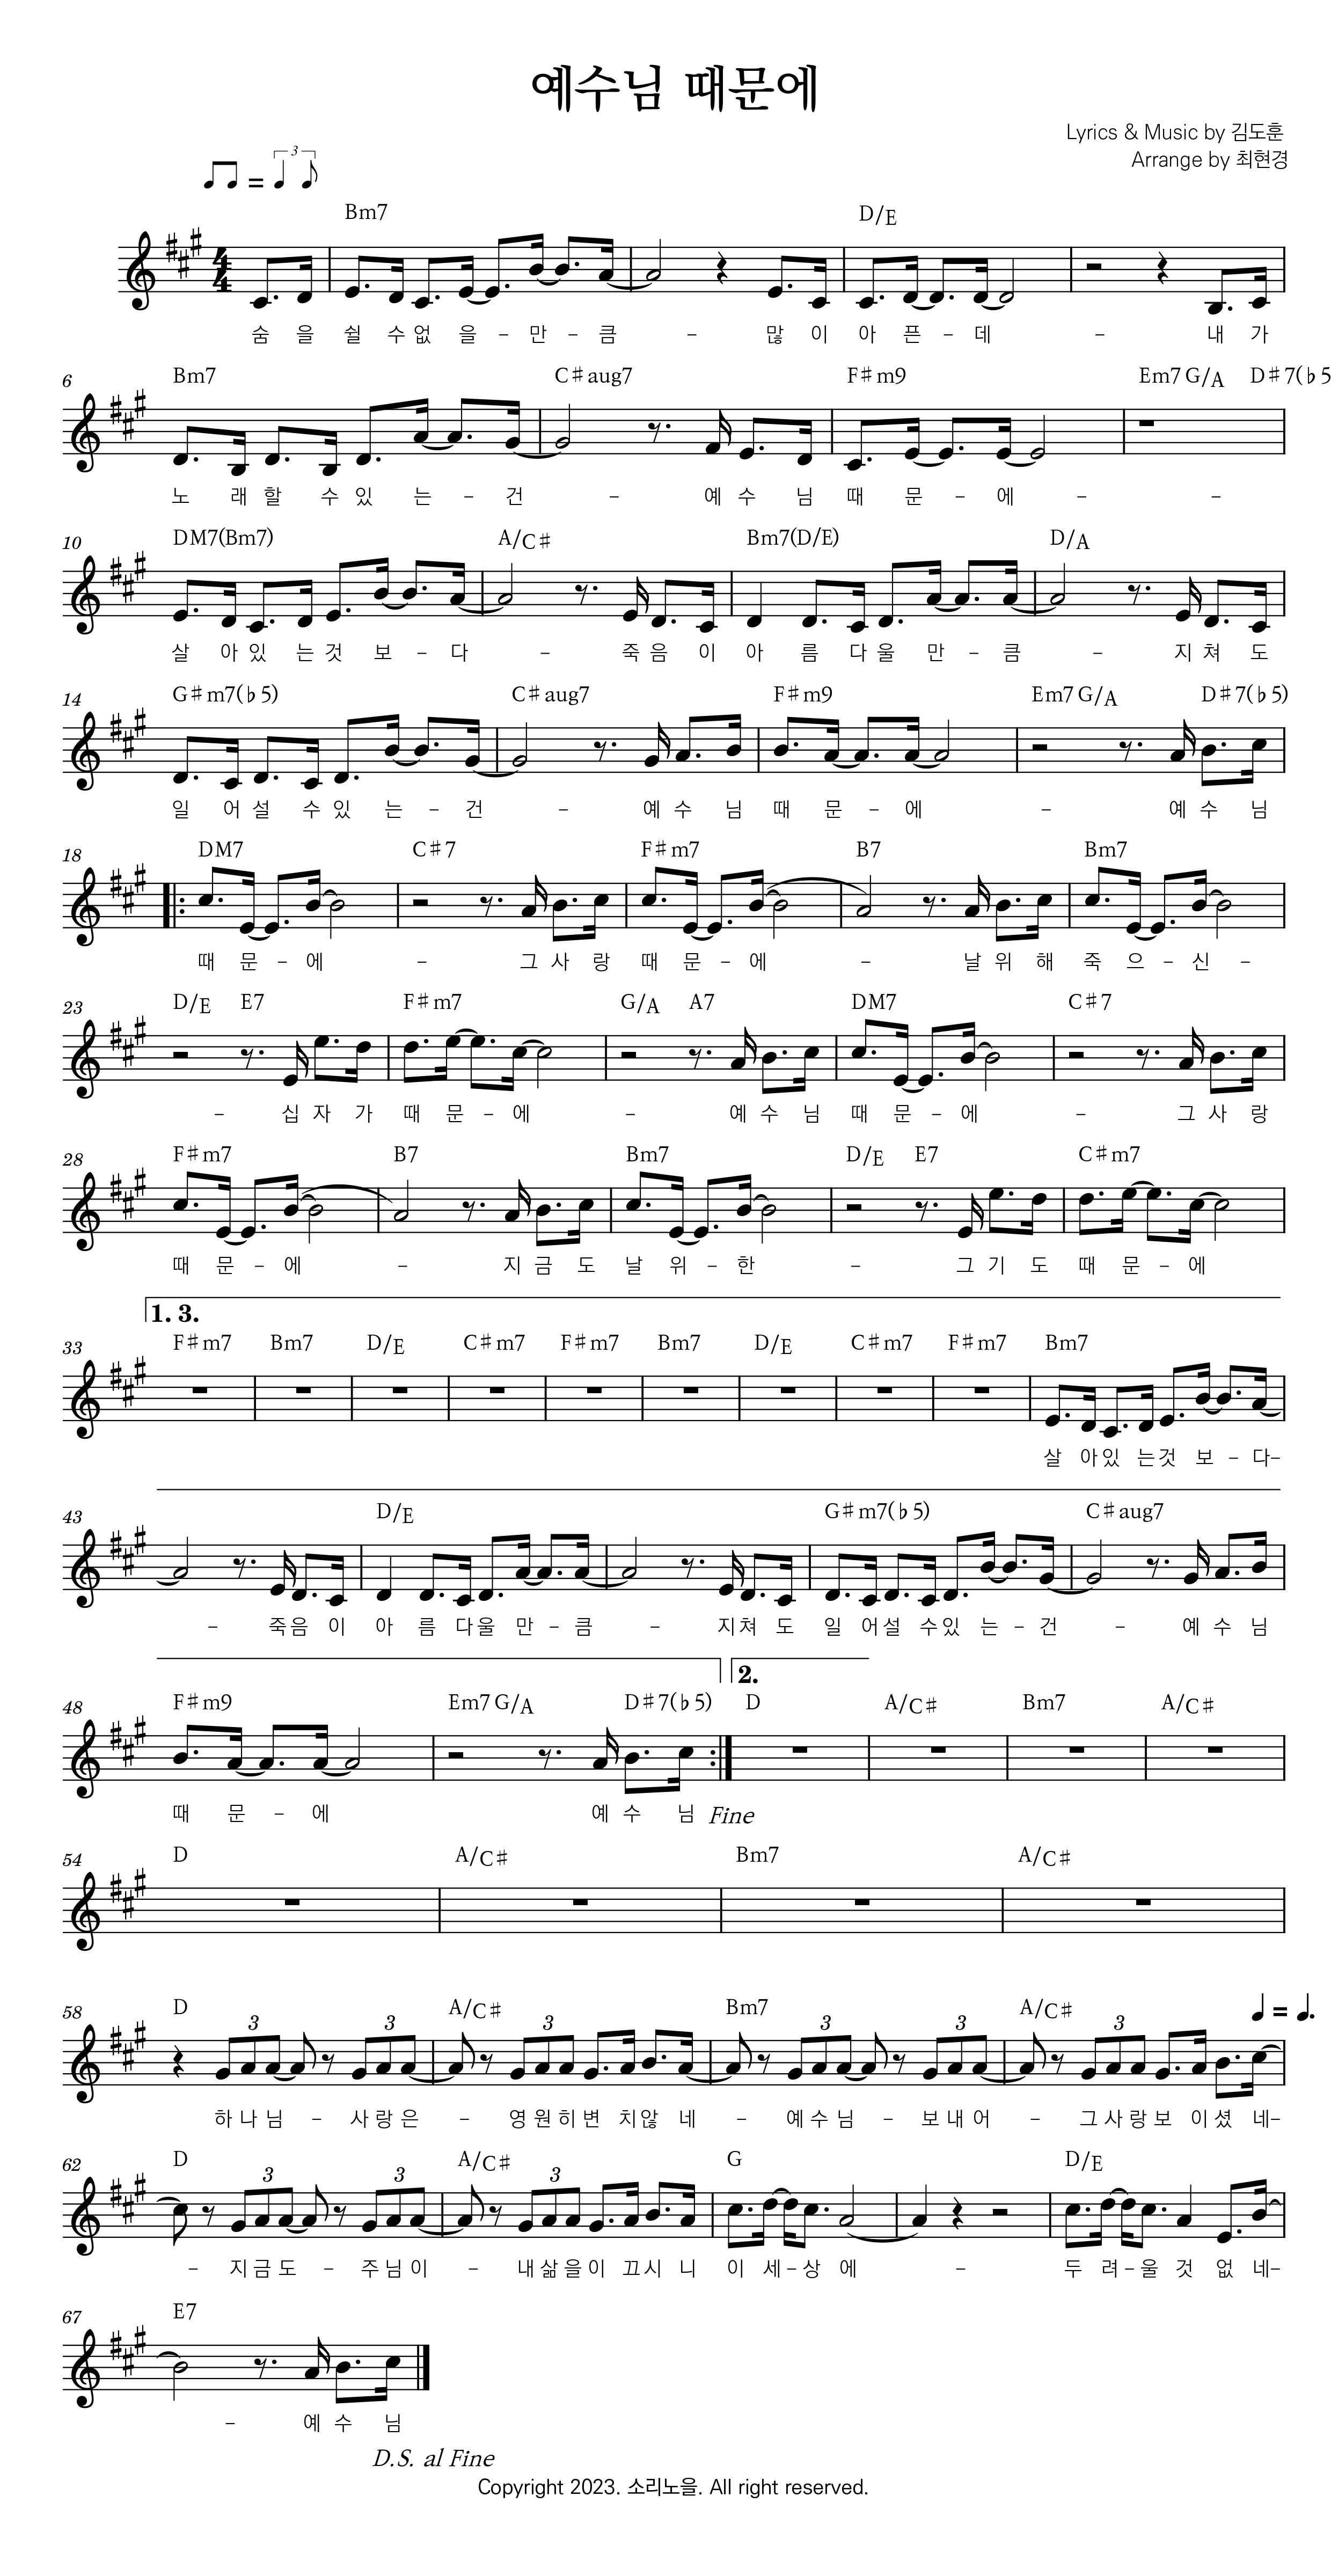 예수님 때문에
Lyrics & Music by 김도훈
Arrange by 최현경
3
=
Bm7 D/E
4
4
숨 을 쉴 수 없 을 – 만 – 큼 – 많 이 아 픈 – 데 – 내 가
6
Bm7 C♯aug7 F♯m9 Em7 G/A D♯7(♭5
노 래 할 수 있 는 – 건 – 예 수 님 때 문 – 에 – –
10
DM7(Bm7) A/C♯ Bm7(D/E) D/A
살 아 있 는 것 보 – 다 – 죽 음 이 아 름 다 울 만 – 큼 – 지 쳐 도
14
G♯m7(♭5) C♯aug7 F♯m9 Em7 G/A D♯7(♭5)
일 어 설 수 있 는 – 건 – 예 수 님 때 문 – 에 – 예 수 님
18
DM7 C♯7 F♯m7 B7 Bm7
때 문 – 에 – 그 사 랑 때 문 – 에 – 날 위 해 죽 으 – 신 –
23
D/E E7 F♯m7 G/A A7 DM7 C♯7
– 십 자 가 때 문 – 에 – 예 수 님 때 문 – 에 – 그 사 랑
28
F♯m7 B7 Bm7 D/E E7 C♯m7
때 문 – 에 – 지 금 도 날 위 – 한 – 그 기 도 때 문 – 에
1. 3.
33
F♯m7 Bm7 D/E C♯m7 F♯m7 Bm7 D/E C♯m7 F♯m7 Bm7
살 아 있 는 것 보 – 다–
43
D/E G♯m7(♭5) C♯aug7
– 죽 음 이 아 름 다 울 만 – 큼 – 지 쳐 도 일 어 설 수 있 는 – 건 – 예 수 님
2.
48
F♯m9 Em7 G/A D♯7(♭5) D A/C♯ Bm7 A/C♯
때 문 – 에 예 수 님 Fine
54
D A/C♯ Bm7 A/C♯
58
D A/C♯ Bm7 A/C♯ =
3 3 3 3 3 3
하 나 님 – 사 랑 은 – 영 원 히 변 치 않 네 – 예 수 님 – 보 내 어 – 그 사 랑 보 이 셨 네–
62
D A/C♯ G D/E
3 3 3
– 지 금 도 – 주 님 이 – 내 삶 을 이 끄 시 니 이 세 – 상 에 – 두 려 – 울 것 없 네–
67
E7
– 예 수 님
D.S. al Fine
Copyright 2023. 소리노을. All right reserved.